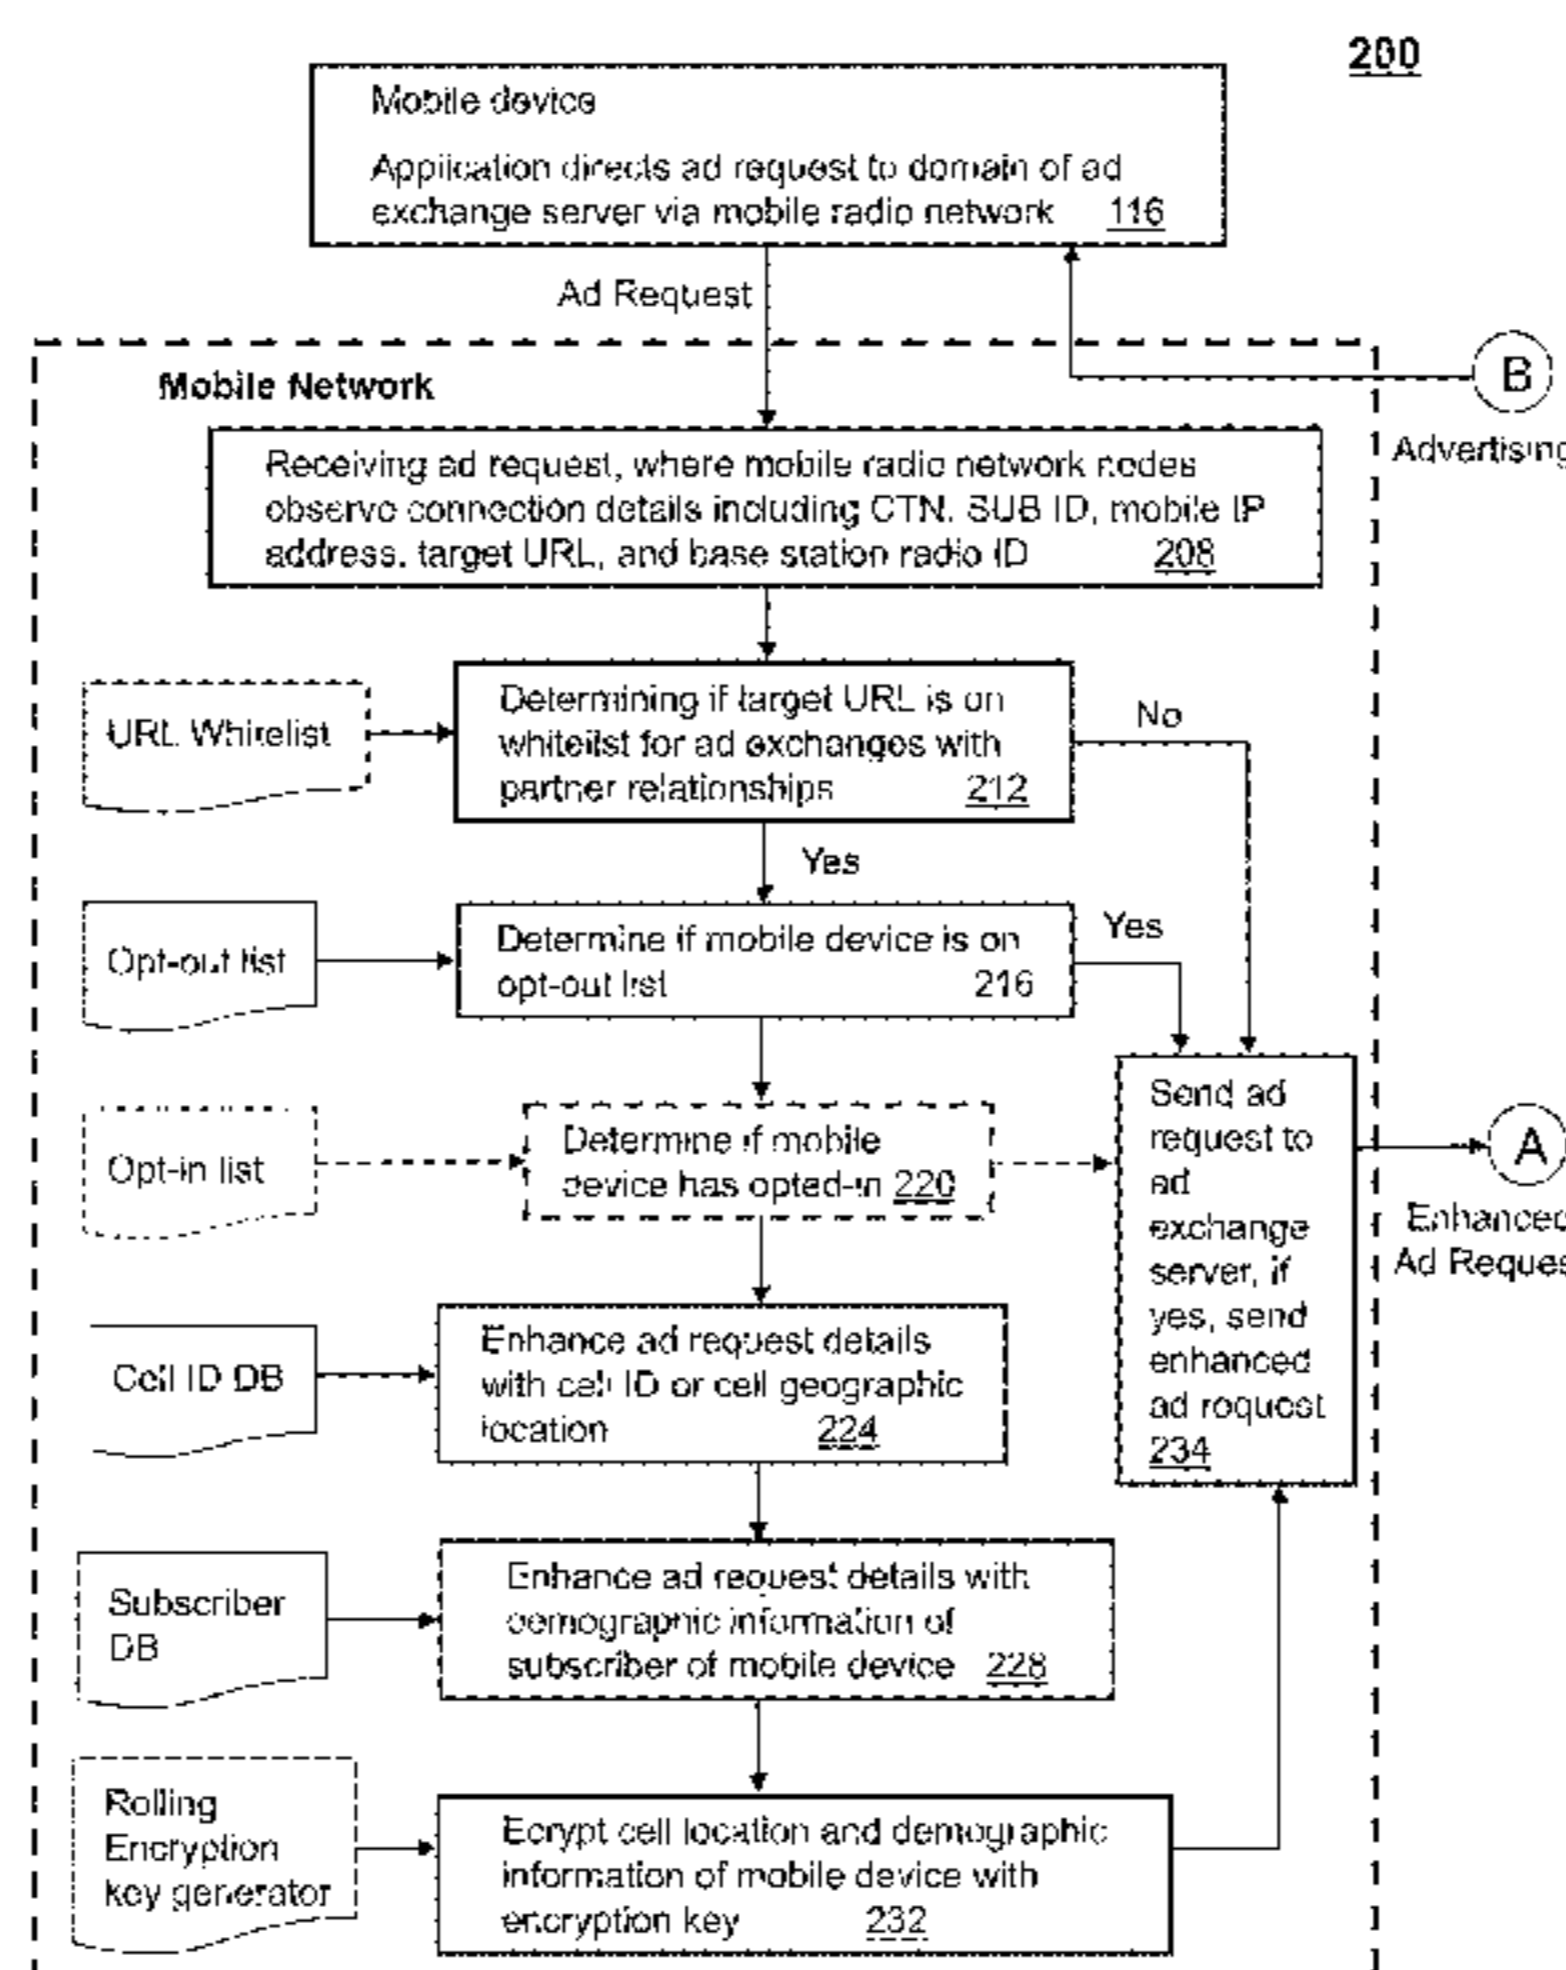 200
Mobile device
Application directs ad request to domain of ad
exchange server via mobile radio network 116
Ad Request
B
Advertising
Mobile Network
Receiving ad request, where mobile radio network nodes
observe connection details including CTN, SUB ID, mobile IP
address, target URL, and base station radio ID 208
URL Whitelist
Determining if target URL is on
whitelist for ad exchanges with
partner relationships 212
No
Yes
Opt-out list
Determine if mobile device is on
opt-out list 216
Yes
Opt-in list
Determine if mobile
device has opted-in 220
Send ad
request to
ad
exchange
server, if
yes, send
enhanced
ad request
234
A
Enhanced
Ad Reques
Cell ID DB
Enhance ad request details
with cell ID or cell geographic
location 224
Subscriber
DB
Enhance ad request details with
demographic information of
subscriber of mobile device 228
Rolling
Encryption
key generator
Ecrypt cell location and demographic
information of mobile device with
encryption key 232